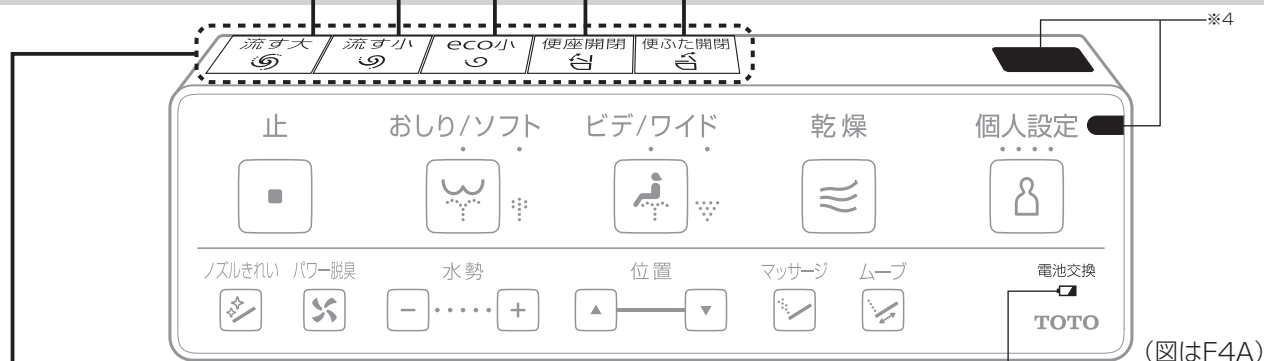 ※4
流す大 流す小 eco小 便座開閉 便ふた開閉
止 おしり/ソフト ビデ/ワイド 乾燥 個人設定
ノズルきれい パワー脱臭 水勢 位置 マッサージ ムーブ 電池交換
TOTO
(図はF4A)